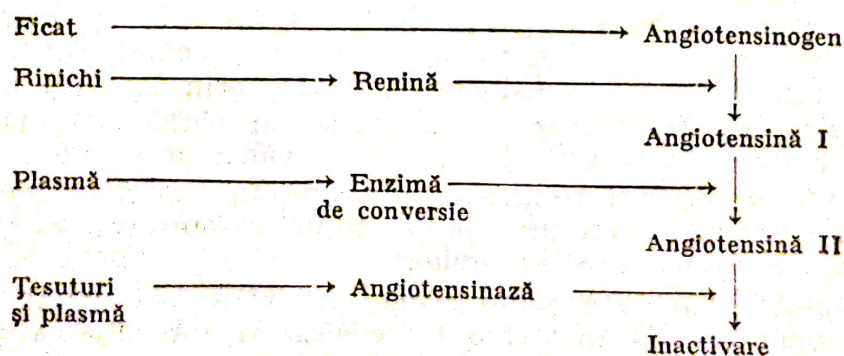 Ficat Angiotensinogen
Rinichi Renină
Angiotensină I
Plasmă Enzimă
de conversie
Angiotensină II
Țesuturi Angiotensinază
și plasmă
Inactivare